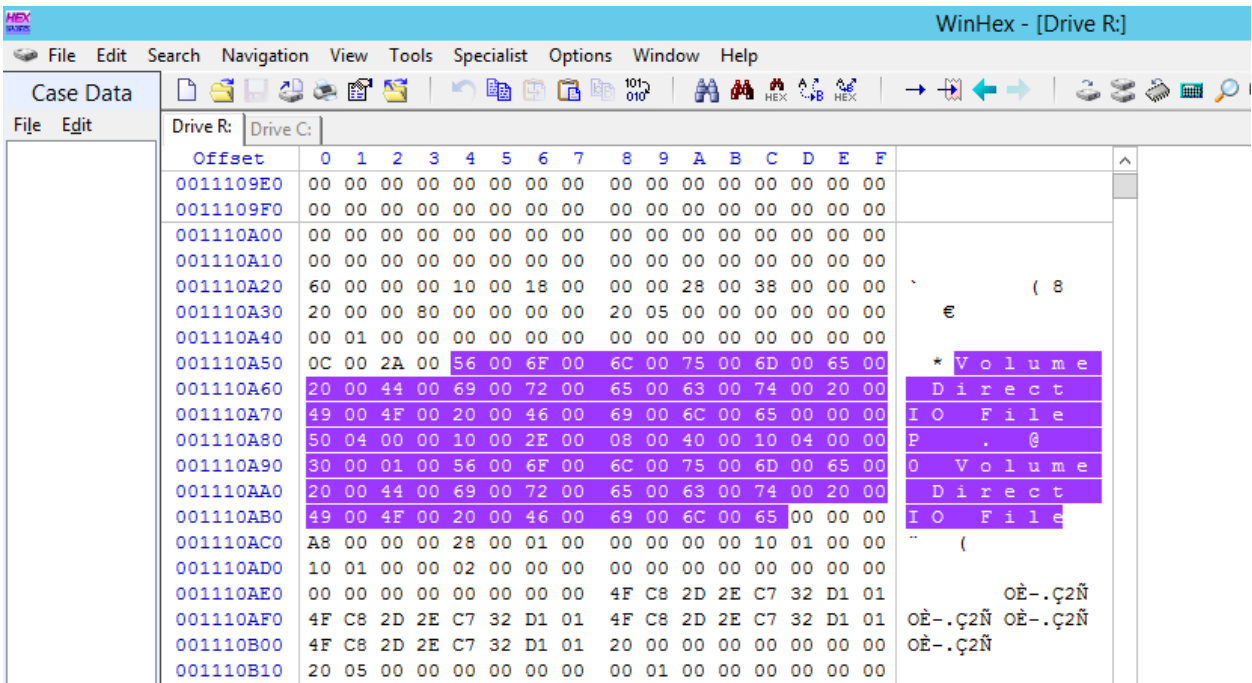 HEX
WinHex - [Drive R:]
File Edit Search Navigation View Tools Specialist Options Window Help
Case Data
File Edit
Drive R: Drive C:
Offset 0 1 2 3 4 5 6 7 8 9 A B C D E F
0011109E0 00 00 00 00 00 00 00 00 00 00 00 00 00 00 00 00
0011109F0 00 00 00 00 00 00 00 00 00 00 00 00 00 00 00 00
001110A00 00 00 00 00 00 00 00 00 00 00 00 00 00 00 00 00
001110A10 00 00 00 00 00 00 00 00 00 00 00 00 00 00 00 00
001110A20 60 00 00 00 10 00 18 00 00 00 28 00 38 00 00 00 ` ( 8
001110A30 20 00 00 80 00 00 00 00 20 05 00 00 00 00 00 00 €
001110A40 00 01 00 00 00 00 00 00 00 00 00 00 00 00 00 00
001110A50 0C 00 2A 00 56 00 6F 00 6C 00 75 00 6D 00 65 00 * V o l u m e
001110A60 20 00 44 00 69 00 72 00 65 00 63 00 74 00 20 00 D i r e c t
001110A70 49 00 4F 00 20 00 46 00 69 00 6C 00 65 00 00 00 I O F i l e
001110A80 50 04 00 00 10 00 2E 00 08 00 40 00 10 04 00 00 P . @
001110A90 30 00 01 00 56 00 6F 00 6C 00 75 00 6D 00 65 00 0 V o l u m e
001110AA0 20 00 44 00 69 00 72 00 65 00 63 00 74 00 20 00 D i r e c t
001110AB0 49 00 4F 00 20 00 46 00 69 00 6C 00 65 00 00 00 I O F i l e
001110AC0 A8 00 00 00 28 00 01 00 00 00 00 00 10 01 00 00 ¨ (
001110AD0 10 01 00 00 02 00 00 00 00 00 00 00 00 00 00 00
001110AE0 00 00 00 00 00 00 00 00 4F C8 2D 2E C7 32 D1 01 OÈ-.Ç2Ñ
001110AF0 4F C8 2D 2E C7 32 D1 01 4F C8 2D 2E C7 32 D1 01 OÈ-.Ç2Ñ OÈ-.Ç2Ñ
001110B00 4F C8 2D 2E C7 32 D1 01 20 00 00 00 00 00 00 00 OÈ-.Ç2Ñ
001110B10 20 05 00 00 00 00 00 00 00 01 00 00 00 00 00 00